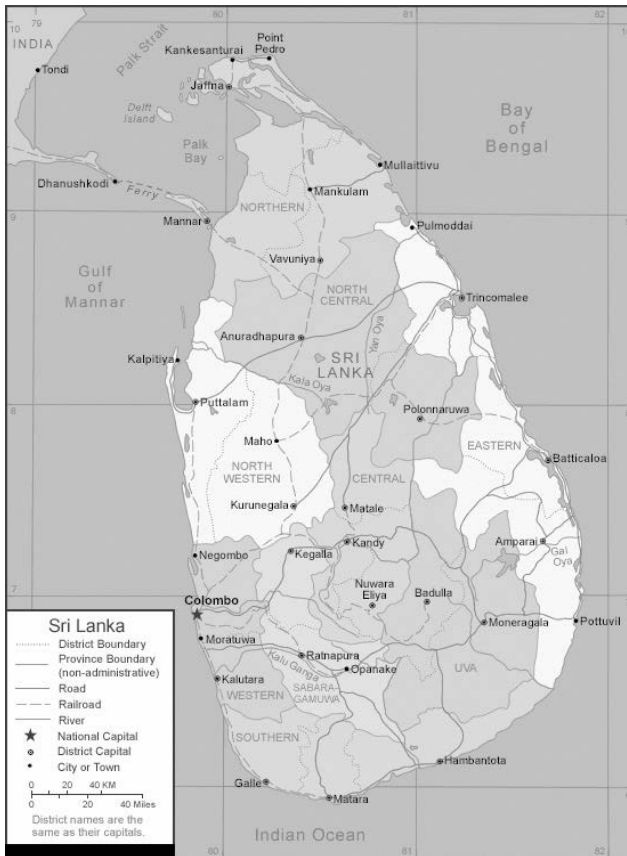 10 79
80
81
82
10
INDIA
Tondi
Palk Strait
Kankesanturai
Point
Pedro
Jaffna
Delft
Island
Bay
of
Bengal
Palk
Bay
Mullaittivu
Dhanushkodi
Ferry
Mankulam
NORTHERN
9
9
Mannar
Pulmoddai
Vavuniya
Gulf
of Mannar
NORTH
CENTRAL
Trincomalee
Anuradhapura
Yan Oya
SRI
LANKA
Kalpitiya
Kala Oya
Puttalam
8
8
Polonnaruwa
Maho
EASTERN
Batticaloa
NORTH
WESTERN
CENTRAL
Kurunegala
Matale
Negombo
Kegalla
Kandy
Amparai
Gal
Oya
7
7
Nuwara
Eliya
Badulla
Colombo
Moneragala
Pottuvil
Moratuwa
Ratnapura
Kalu Ganga
Opanake
UVA
Kalutara
WESTERN
SABARA-
GAMUWA
SOUTHERN
Hambantota
Galle
Matara
6
Indian Ocean
80
81
82
Sri Lanka
District Boundary
Province Boundary
(non-administrative)
Road
Railroad
River
National Capital
District Capital
City or Town
0 20 40 KM
0 20 40 Miles
District names are the
same as their capitals.